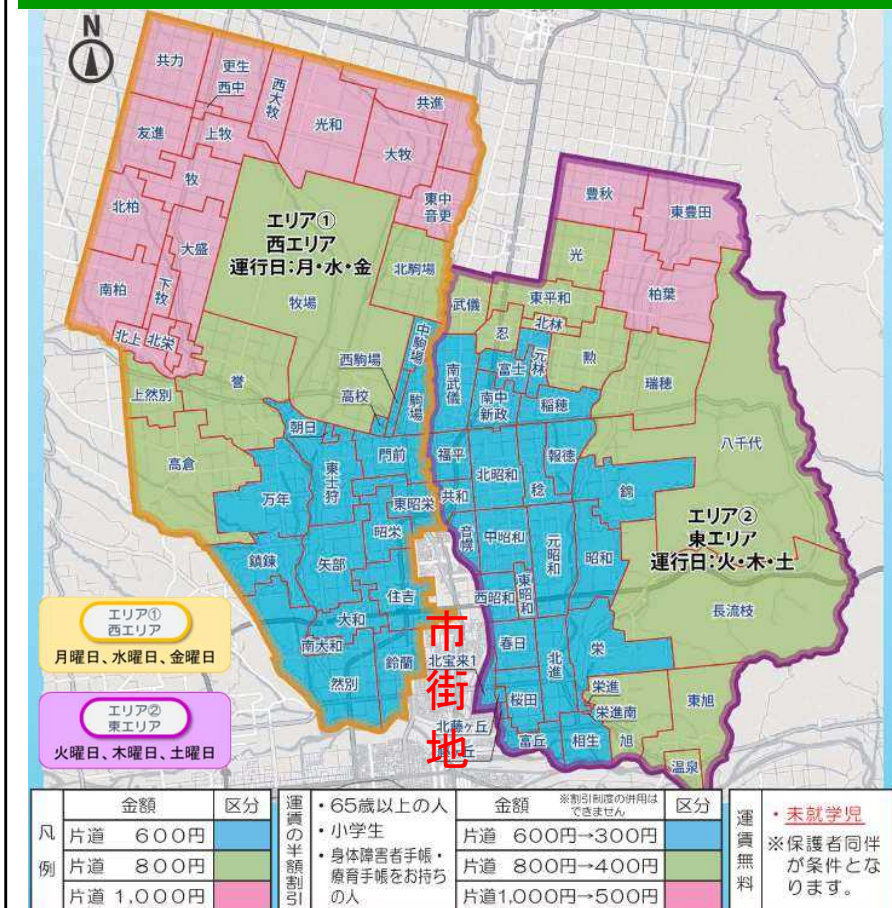 N
共力
更生
西中
西大牧
共進
友進
上牧
光和
大牧
牧
北柏
東中
音更
大盛
南柏
下牧
北上
北栄
エリア①
西エリア
運行日:月・水・金
牧場
北駒場
中駒場
西駒場
駒場
高校
誉
上然別
高倉
朝日
門前
東士狩
万年
東昭栄
昭栄
鎮錬
矢部
住吉
大和
南大和
鈴蘭
然別
豊秋
東豊田
光
柏葉
武儀
東平和
北林
忍
勲
南武儀
富士
元林
南中
新政
稲穂
瑞穂
八千代
福平
北昭和
報徳
稔
錦
共和
音幌
中昭和
元昭和
昭和
エリア②
東エリア
運行日:火・木・土
西昭和
東昭和
長流枝
春日
北進
栄
栄進
栄進南
東旭
桜田
富丘
相生
旭
温泉
市街地
北宝来1
北藤ヶ丘
エリア①
西エリア
月曜日、水曜日、金曜日
エリア②
東エリア
火曜日、木曜日、土曜日
凡例
金額 区分
片道 600円
片道 800円
片道 1,000円
運賃の半額割引
・65歳以上の人
・小学生
・身体障害者手帳・
療育手帳をお持ち
の人
金額 ※割引制度の併用は
できません 区分
片道 600円→300円
片道 800円→400円
片道1,000円→500円
運賃無料
・未就学児
※保護者同伴
が条件とな
ります。